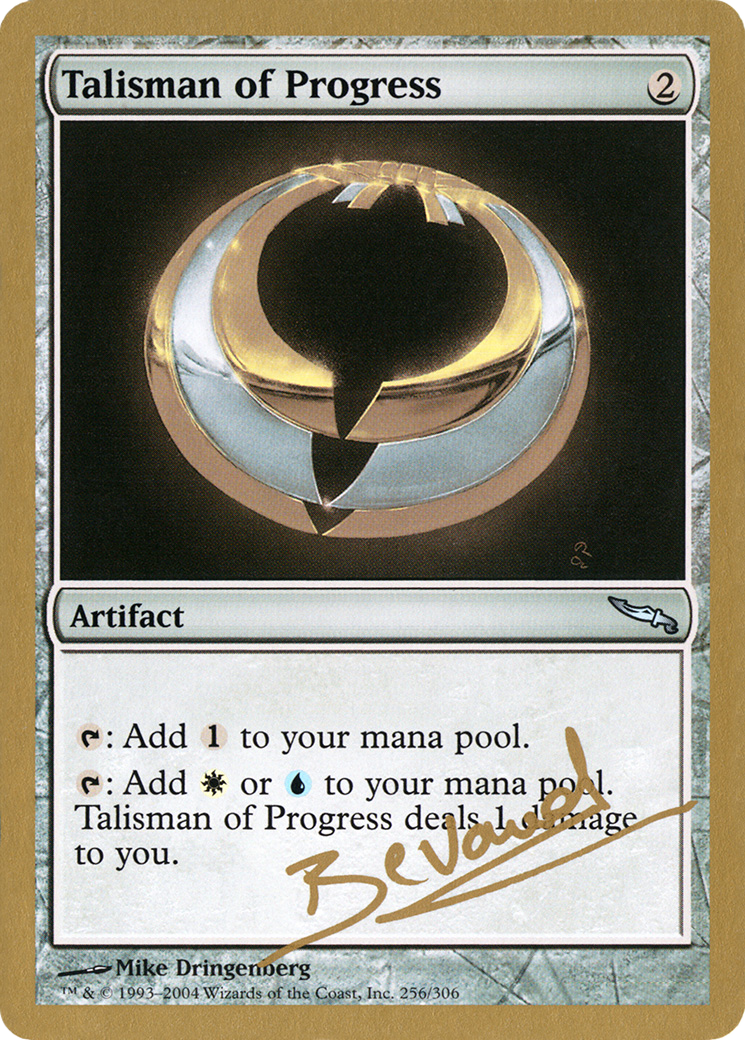 Talisman of Progress 2
Artifact
: Add 1 to your mana pool.
: Add or to your mana pool.
Talisman of Progress deals 1 damage
to you.
Bevand
Mike Dringenberg
™ & © 1993–2004 Wizards of the Coast, Inc. 256/306